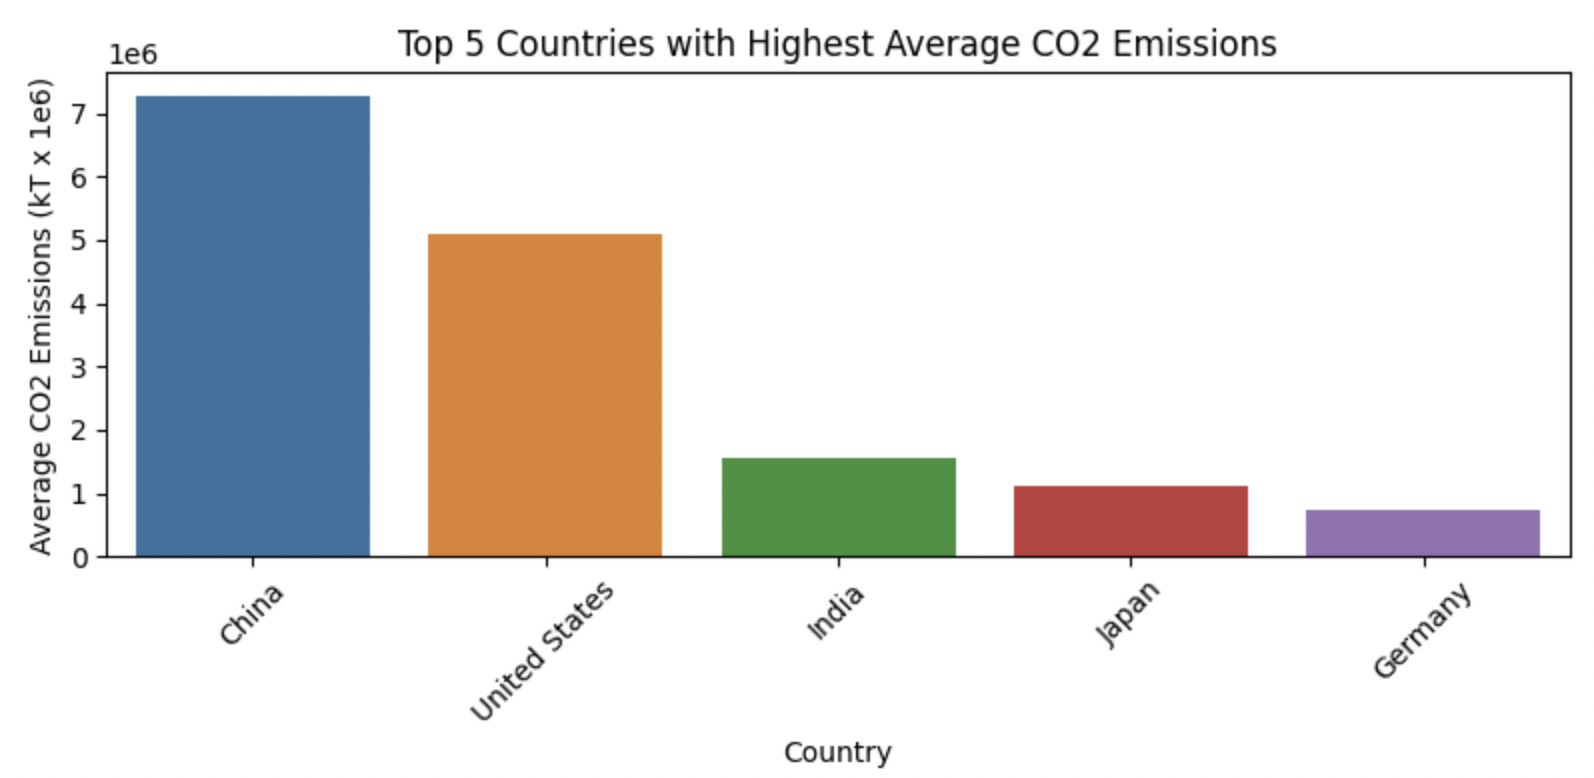 Top 5 Countries with Highest Average CO2 Emissions
1e6
Average CO2 Emissions (kT x 1e6)
7
6
5
4
3
2
1
0
China
United States
India
Japan
Germany
Country